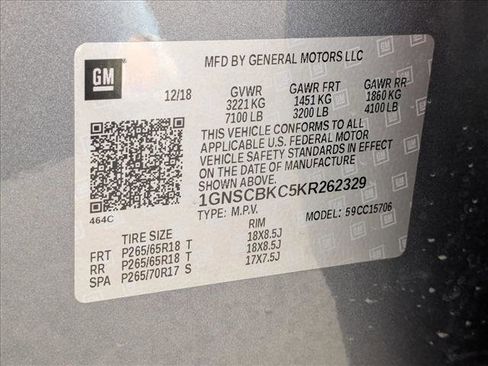 GM
MFD BY GENERAL MOTORS LLC
12/18 GVWR GAWR FRT GAWR RR
3221 KG 1451 KG 1860 KG
7100 LB 3200 LB 4100 LB
THIS VEHICLE CONFORMS TO ALL
APPLICABLE U.S. FEDERAL MOTOR
VEHICLE SAFETY STANDARDS IN EFFECT
ON THE DATE OF MANUFACTURE
SHOWN ABOVE.
1GNSCBKC5KR262329
464C TYPE: M.P.V. MODEL: 59CC15706
TIRE SIZE RIM
FRT P265/65R18 T 18X8.5J
RR P265/65R18 T 18X8.5J
SPA P265/70R17 S 17X7.5J